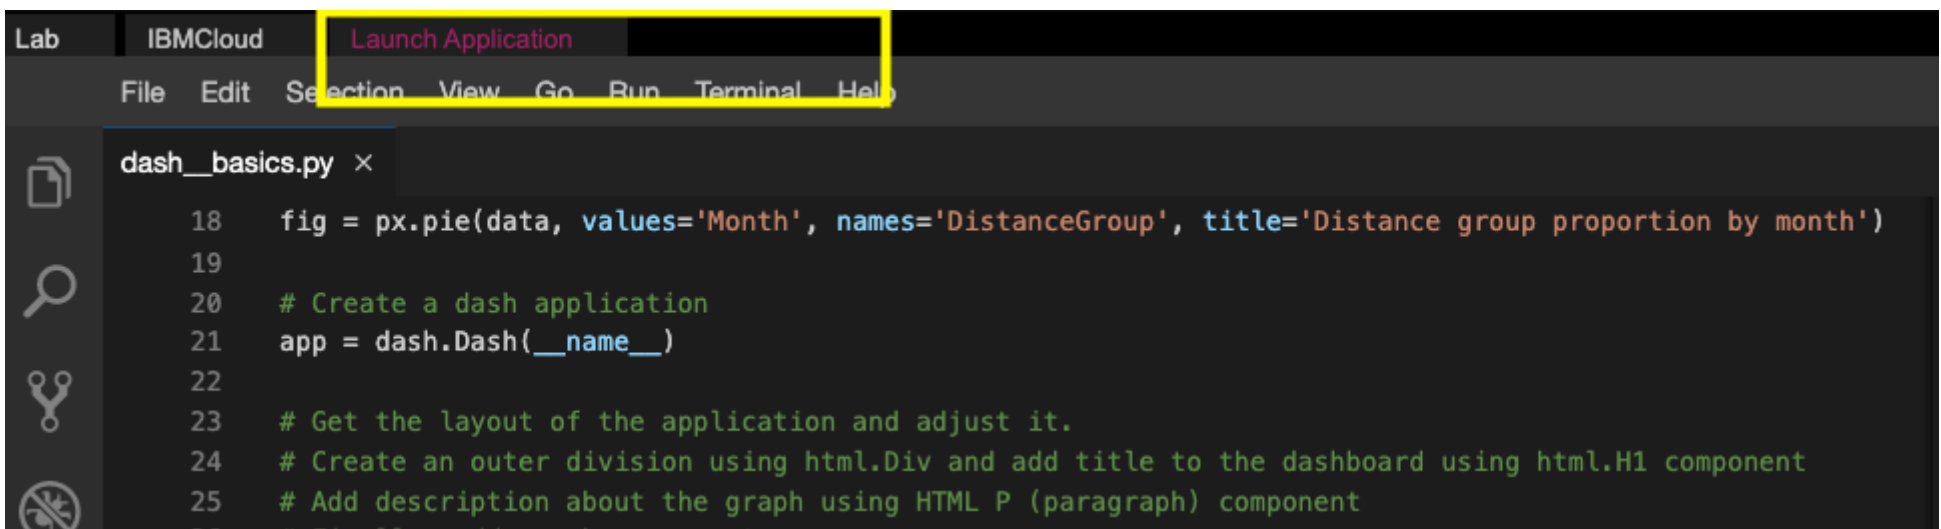 Lab IBMCloud Launch Application
File Edit Selection View Go Run Terminal Help
dash__basics.py ×
18 fig = px.pie(data, values='Month', names='DistanceGroup', title='Distance group proportion by month')
19
20 # Create a dash application
21 app = dash.Dash(__name__)
22
23 # Get the layout of the application and adjust it.
24 # Create an outer division using html.Div and add title to the dashboard using html.H1 component
25 # Add description about the graph using HTML P (paragraph) component